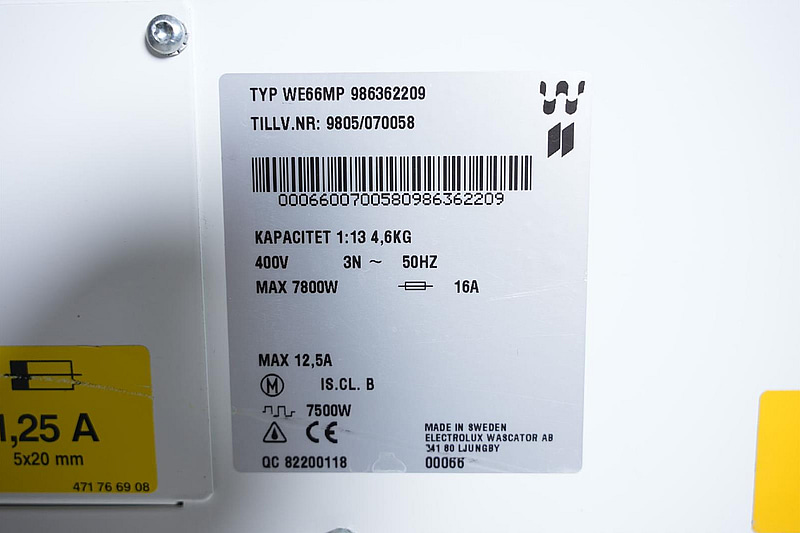 TYP WE66MP 986362209
TILLV.NR: 9805/070058
0006600700580986362209
KAPACITET 1:13 4,6KG
400V 3N ~ 50HZ
MAX 7800W 16A
MAX 12,5A
M IS.CL. B
7500W
CE
MADE IN SWEDEN
ELECTROLUX WASCATOR AB
341 80 LJUNGBY
QC 82200118 00066
1,25 A
5x20 mm
471 76 69 08